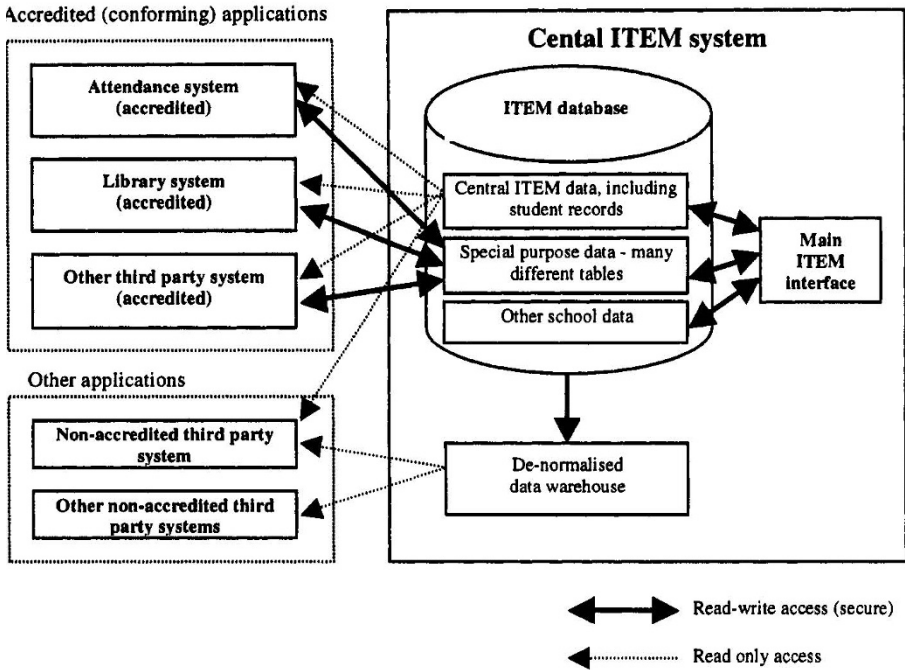 Accredited (conforming) applications
Attendance system
(accredited)
Library system
(accredited)
Other third party system
(accredited)
Other applications
Non-accredited third party
system
Other non-accredited third
party systems
Cental ITEM system
ITEM database
Central ITEM data, including
student records
Special purpose data - many
different tables
Other school data
Main
ITEM
interface
De-normalised
data warehouse
Read-write access (secure)
Read only access